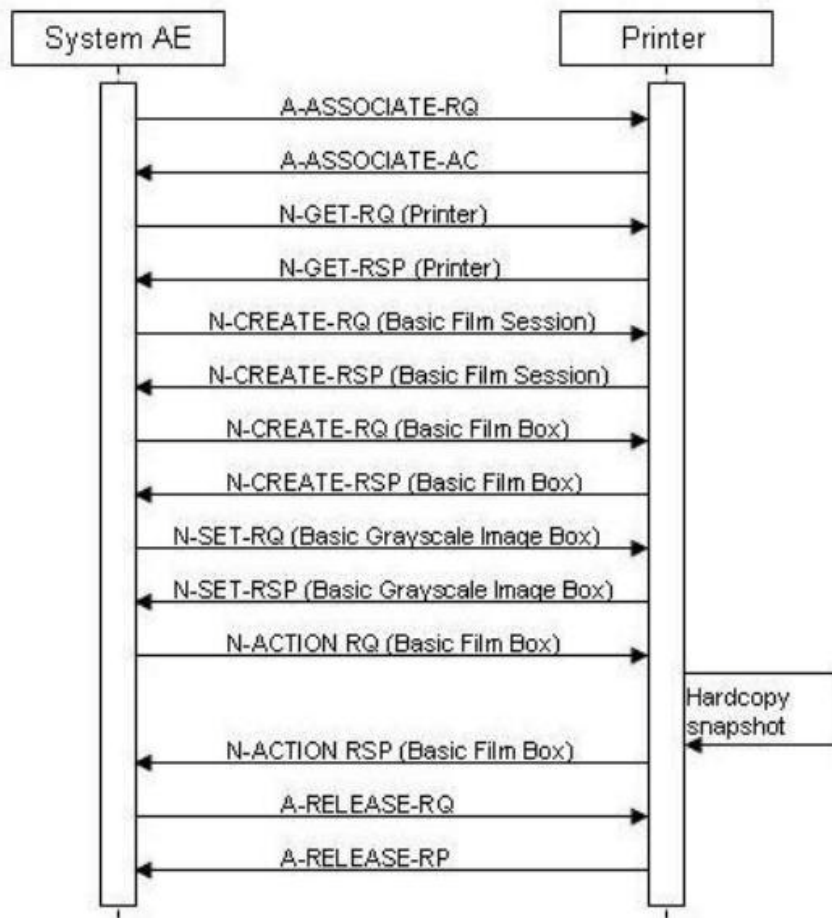 System AE
Printer
A-ASSOCIATE-RQ
A-ASSOCIATE-AC
N-GET-RQ (Printer)
N-GET-RSP (Printer)
N-CREATE-RQ (Basic Film Session)
N-CREATE-RSP (Basic Film Session)
N-CREATE-RQ (Basic Film Box)
N-CREATE-RSP (Basic Film Box)
N-SET-RQ (Basic Grayscale Image Box)
N-SET-RSP (Basic Grayscale Image Box)
N-ACTION RQ (Basic Film Box)
Hardcopy
snapshot
N-ACTION RSP (Basic Film Box)
A-RELEASE-RQ
A-RELEASE-RP